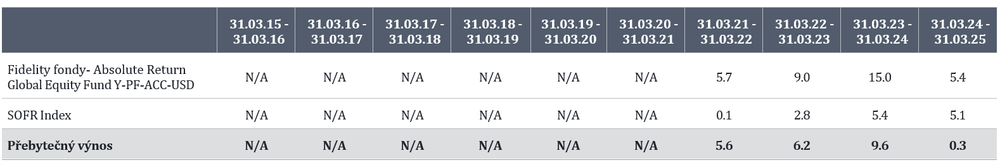 31.03.15 - 31.03.16 - 31.03.17 - 31.03.18 - 31.03.19 - 31.03.20 - 31.03.21 - 31.03.22 - 31.03.23 - 31.03.24 -
31.03.16 31.03.17 31.03.18 31.03.19 31.03.20 31.03.21 31.03.22 31.03.23 31.03.24 31.03.25
Fidelity fondy- Absolute Return
Global Equity Fund Y-PF-ACC-USD
N/A N/A N/A N/A N/A N/A 5.7 9.0 15.0 5.4
SOFR Index N/A N/A N/A N/A N/A N/A 0.1 2.8 5.4 5.1
Přebytečný výnos N/A N/A N/A N/A N/A N/A 5.6 6.2 9.6 0.3